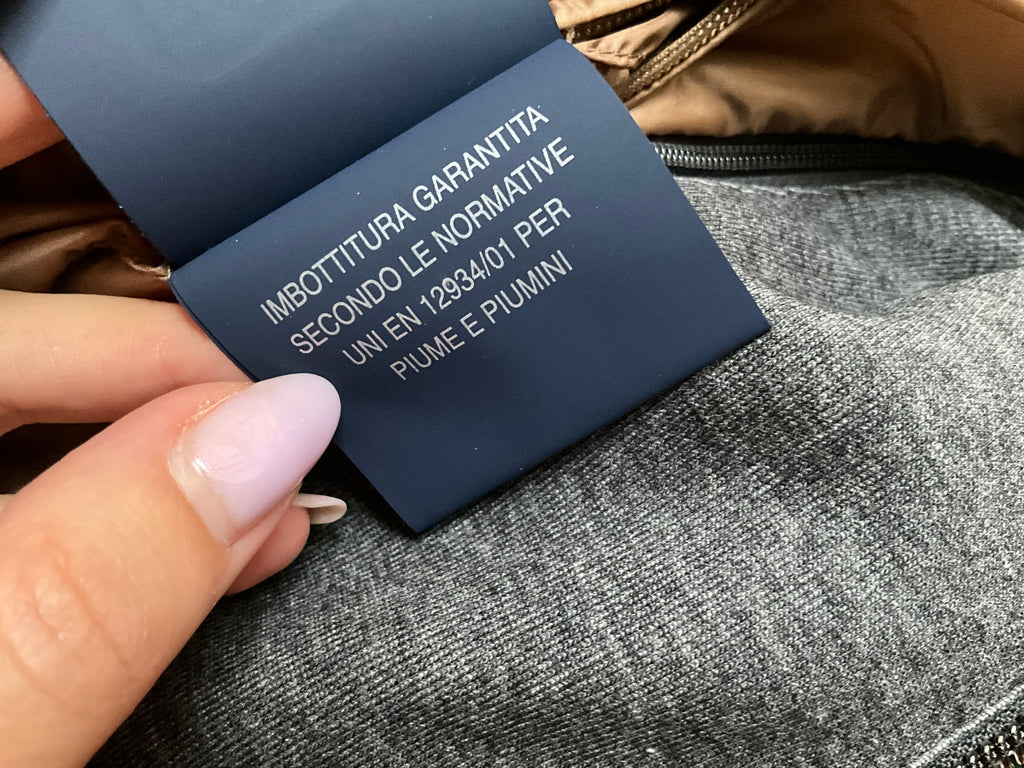 IMBOTTITURA GARANTITA
SECONDO LE NORMATIVE
UNI EN 12934/01 PER
PIUME E PIUMINI